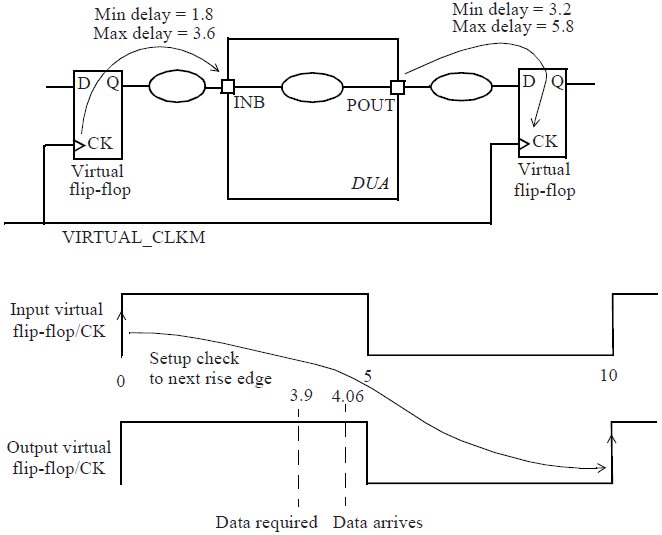 Min delay = 1.8
Max delay = 3.6
Min delay = 3.2
Max delay = 5.8
D Q
INB
POUT
D Q
CK
CK
Virtual
flip-flop
DUA
Virtual
flip-flop
VIRTUAL_CLKM
Input virtual
flip-flop/CK
Setup check
to next rise edge
0
5
10
3.9 4.06
Output virtual
flip-flop/CK
Data required Data arrives